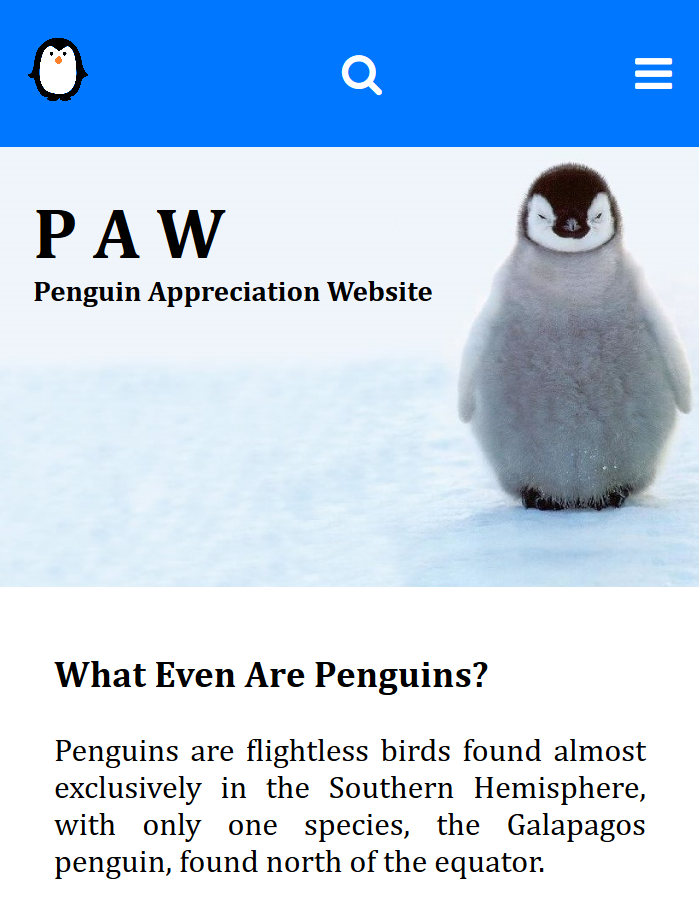 P A W
Penguin Appreciation Website
What Even Are Penguins?
Penguins are flightless birds found almost
exclusively in the Southern Hemisphere,
with only one species, the Galapagos
penguin, found north of the equator.